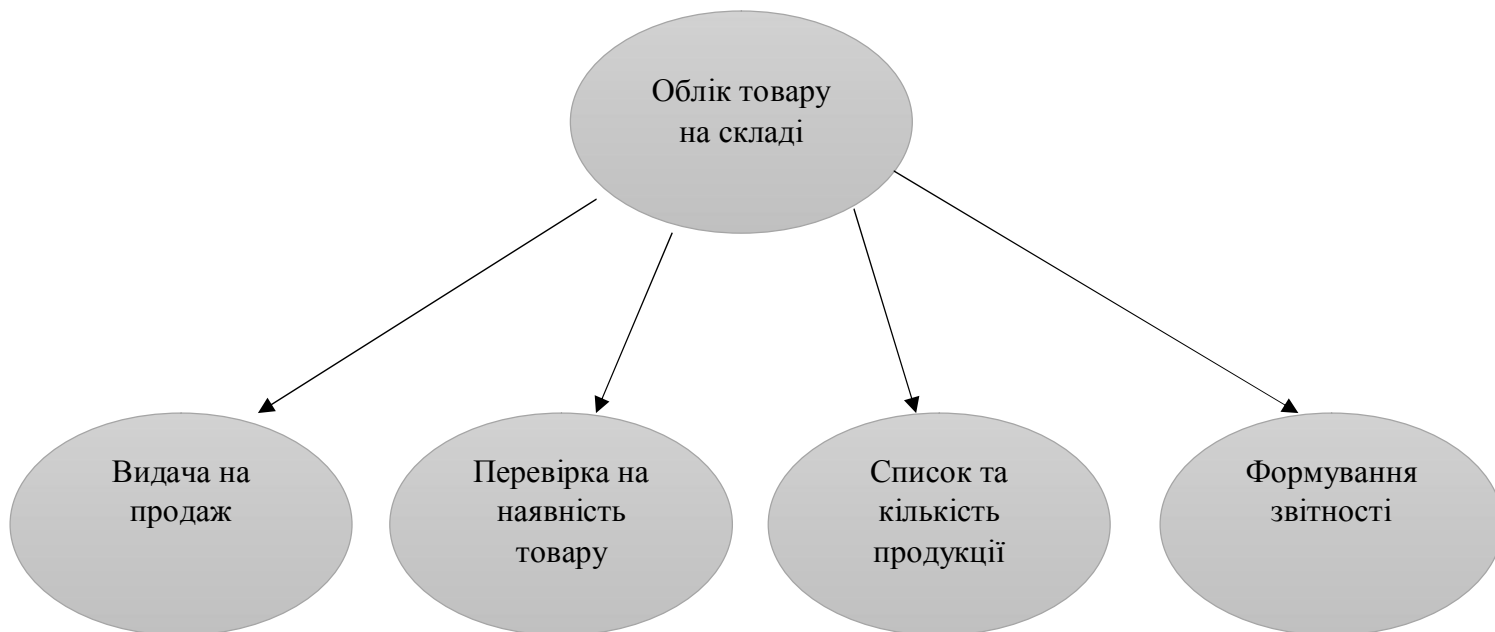 Облік товару
на складі
Видача на
продаж
Перевірка на
наявність
товару
Список та
кількість
продукції
Формування
звітності